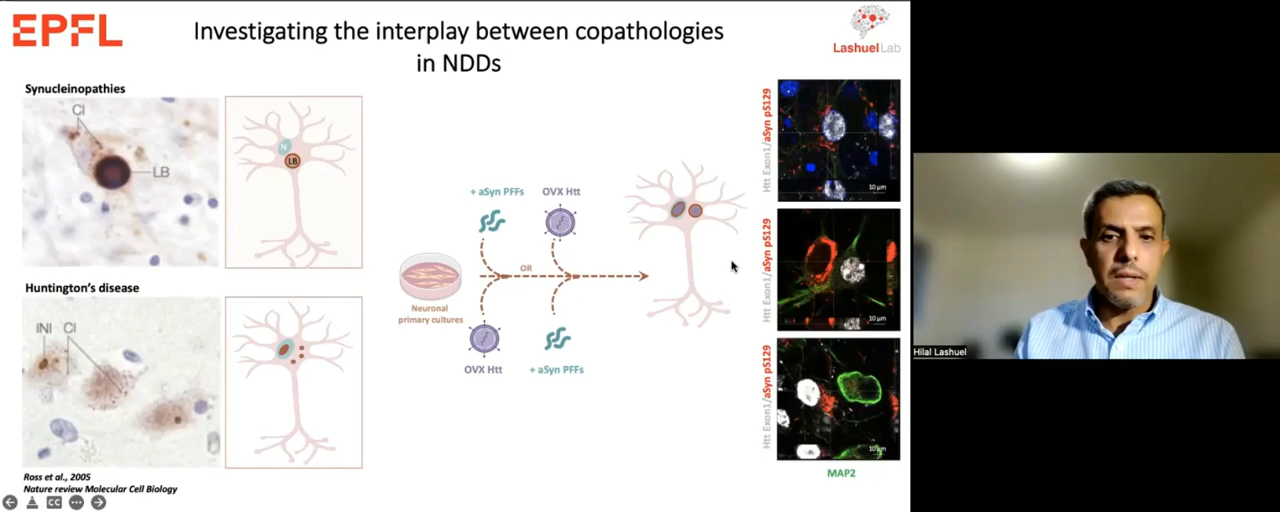 EPFL
Investigating the interplay between copathologies
in NDDs
Lashuel Lab
Synucleinopathies
CI
LB
N
LB
Huntington's disease
INI
CI
Ross et al., 2005
Nature review Molecular Cell Biology
CC
+ aSyn PFFs
OVX Htt
OR
Neuronal
primary cultures
OVX Htt
+ aSyn PFFs
Htt Exon1/aSyn pS129
10 µm
Htt Exon1/aSyn pS129
10 µm
Htt Exon1/aSyn pS129
10 µm
MAP2
Hilal Lashuel